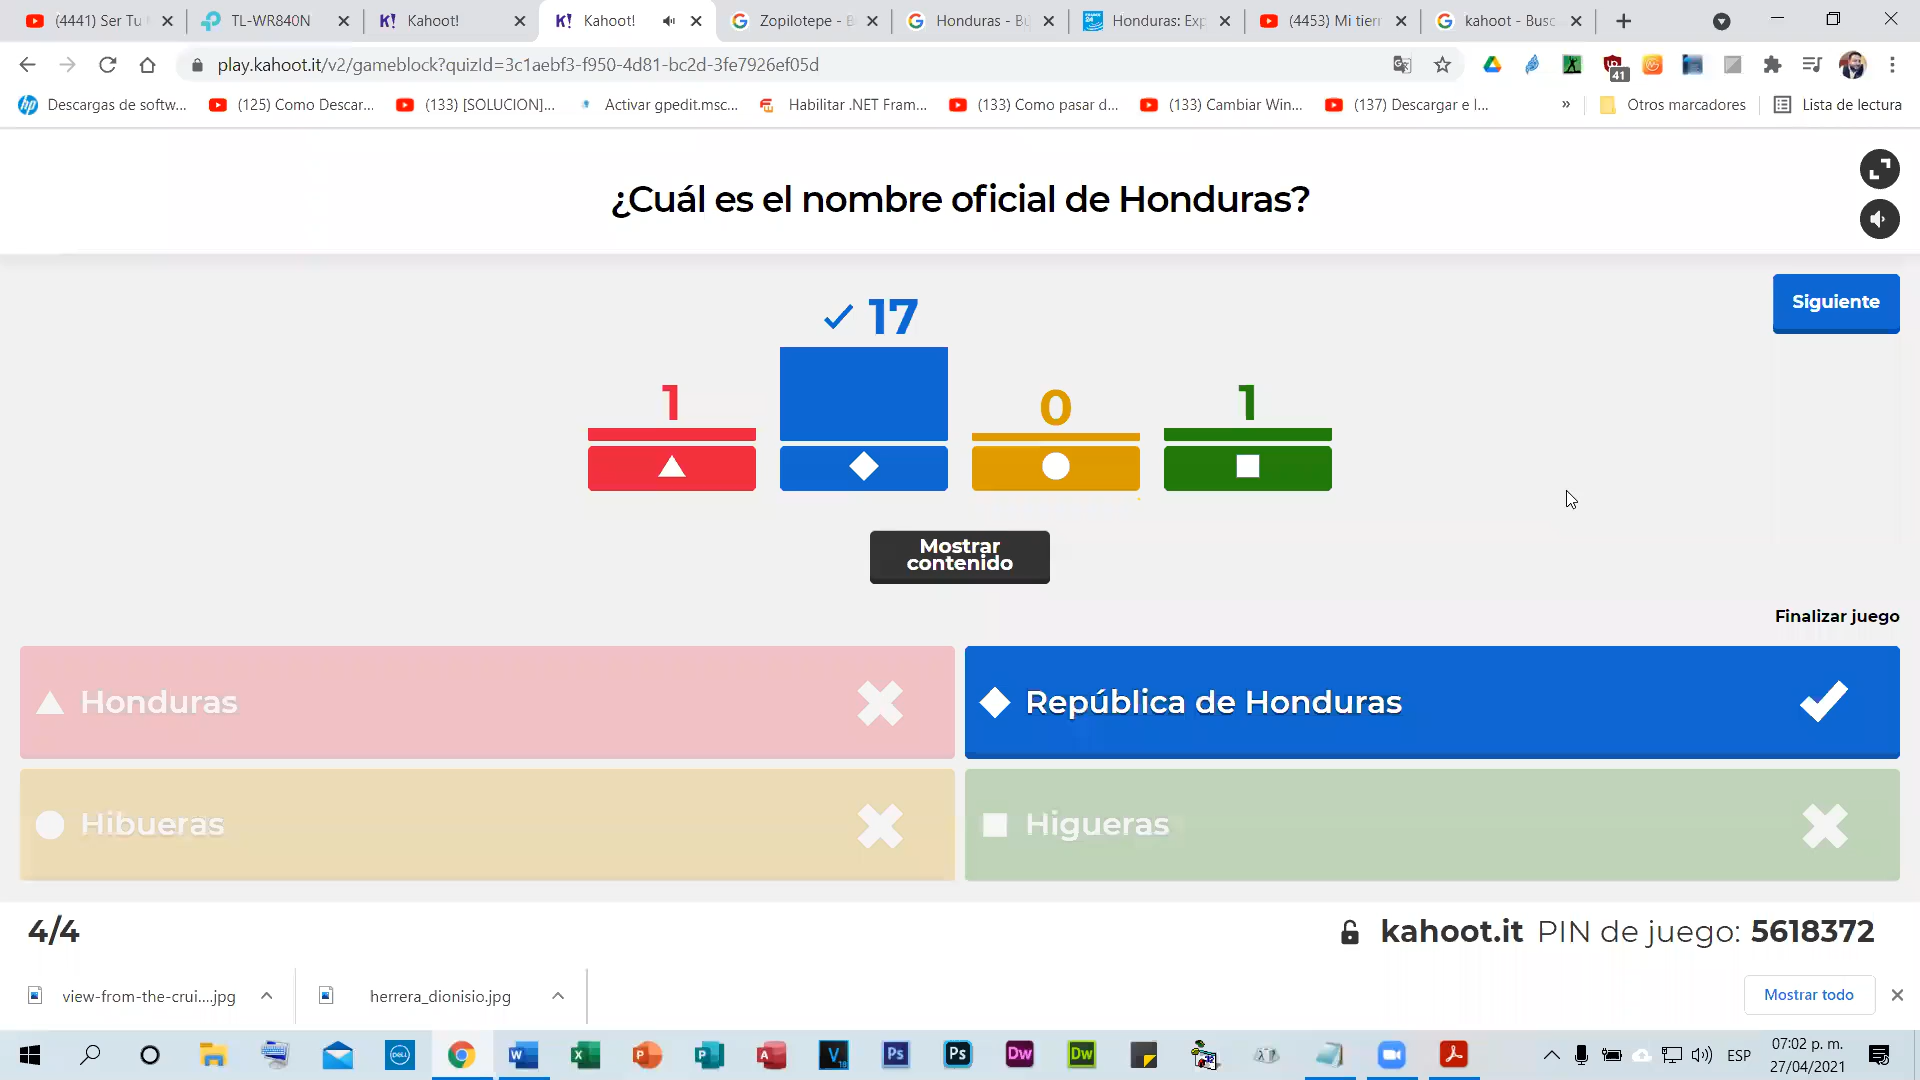 (4441) Ser Tu
TL-WR840N
K! Kahoot!
K! Kahoot!
Zopilotepe - B
Honduras - Bú
Honduras: Exp
(4453) Mi tierr
kahoot - Busc
play.kahoot.it/v2/gameblock?quizId=3c1aebf3-f950-4d81-bc2d-3fe7926ef05d
41
Descargas de softw...
(125) Como Descar...
(133) [SOLUCION]...
Activar gpedit.msc...
Habilitar .NET Fram...
(133) Como pasar d...
(133) Cambiar Win...
(137) Descargar e I...
»
Otros marcadores
Lista de lectura
¿Cuál es el nombre oficial de Honduras?
Siguiente
1
17
0
1
Mostrar
contenido
Finalizar juego
Honduras
República de Honduras
Hibueras
Higueras
4/4
kahoot.it PIN de juego: 5618372
view-from-the-crui....jpg
herrera_dionisio.jpg
Mostrar todo
ESP
07:02 p. m.
27/04/2021